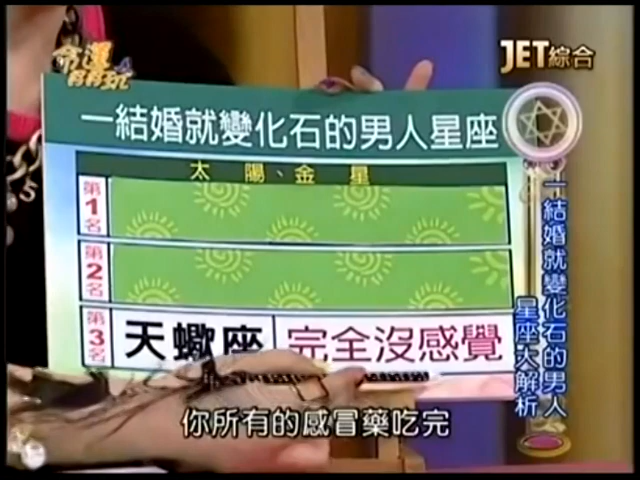 命運好好玩
JET綜合
一結婚就變化石的男人星座
太陽、金星
第1名
第2名
第3名 天蠍座 完全沒感覺
一結婚就變化石的男人
星座大解析
你所有的感冒藥吃完